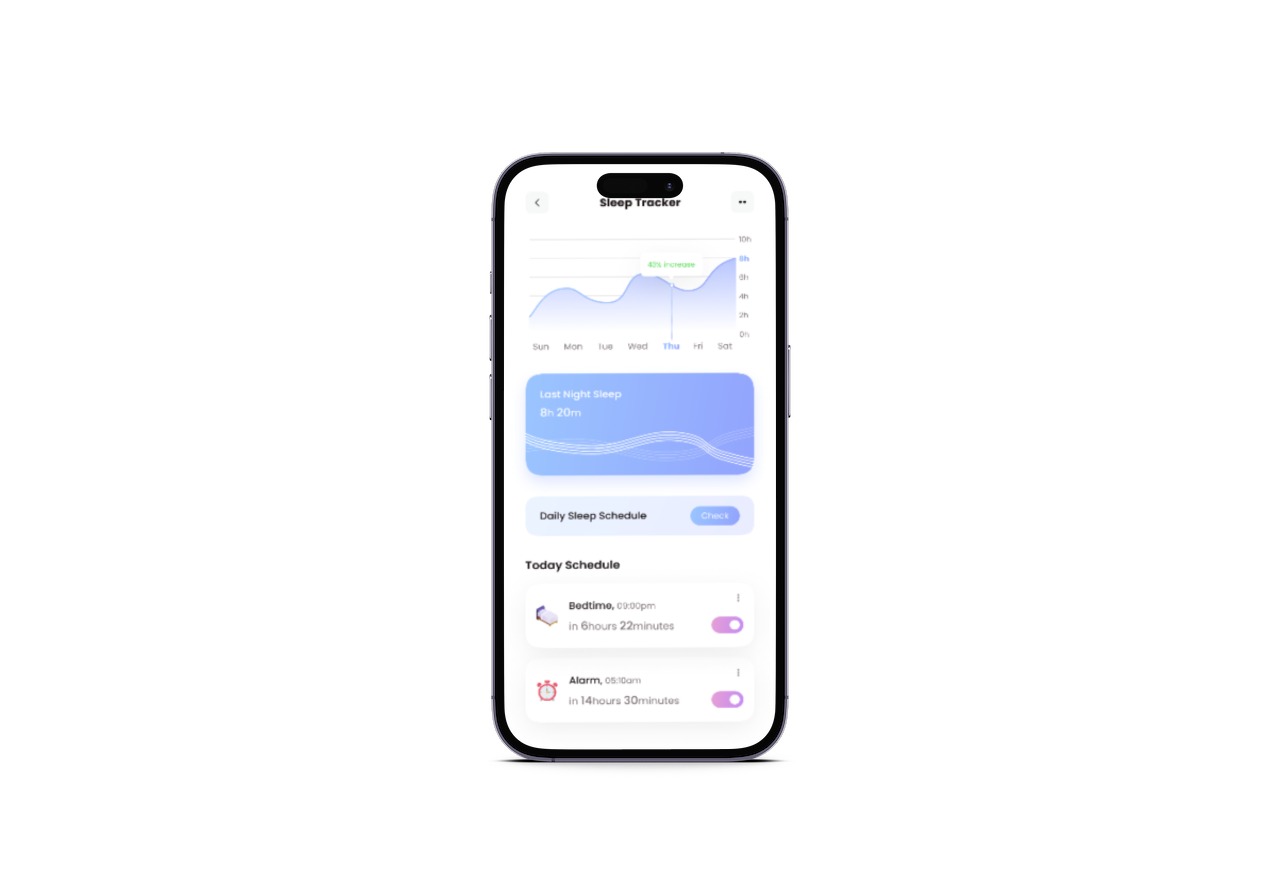 Sleep Tracker
10h
8h
6h
4h
2h
0h
increase
Sun Mon Tue Wed Thu Fri Sat
Last Night Sleep
8h 20m
Daily Sleep Schedule
Check
Today Schedule
Bedtime, 09:00pm
in 6hours 22minutes
Alarm, 05:10am
in 14hours 30minutes